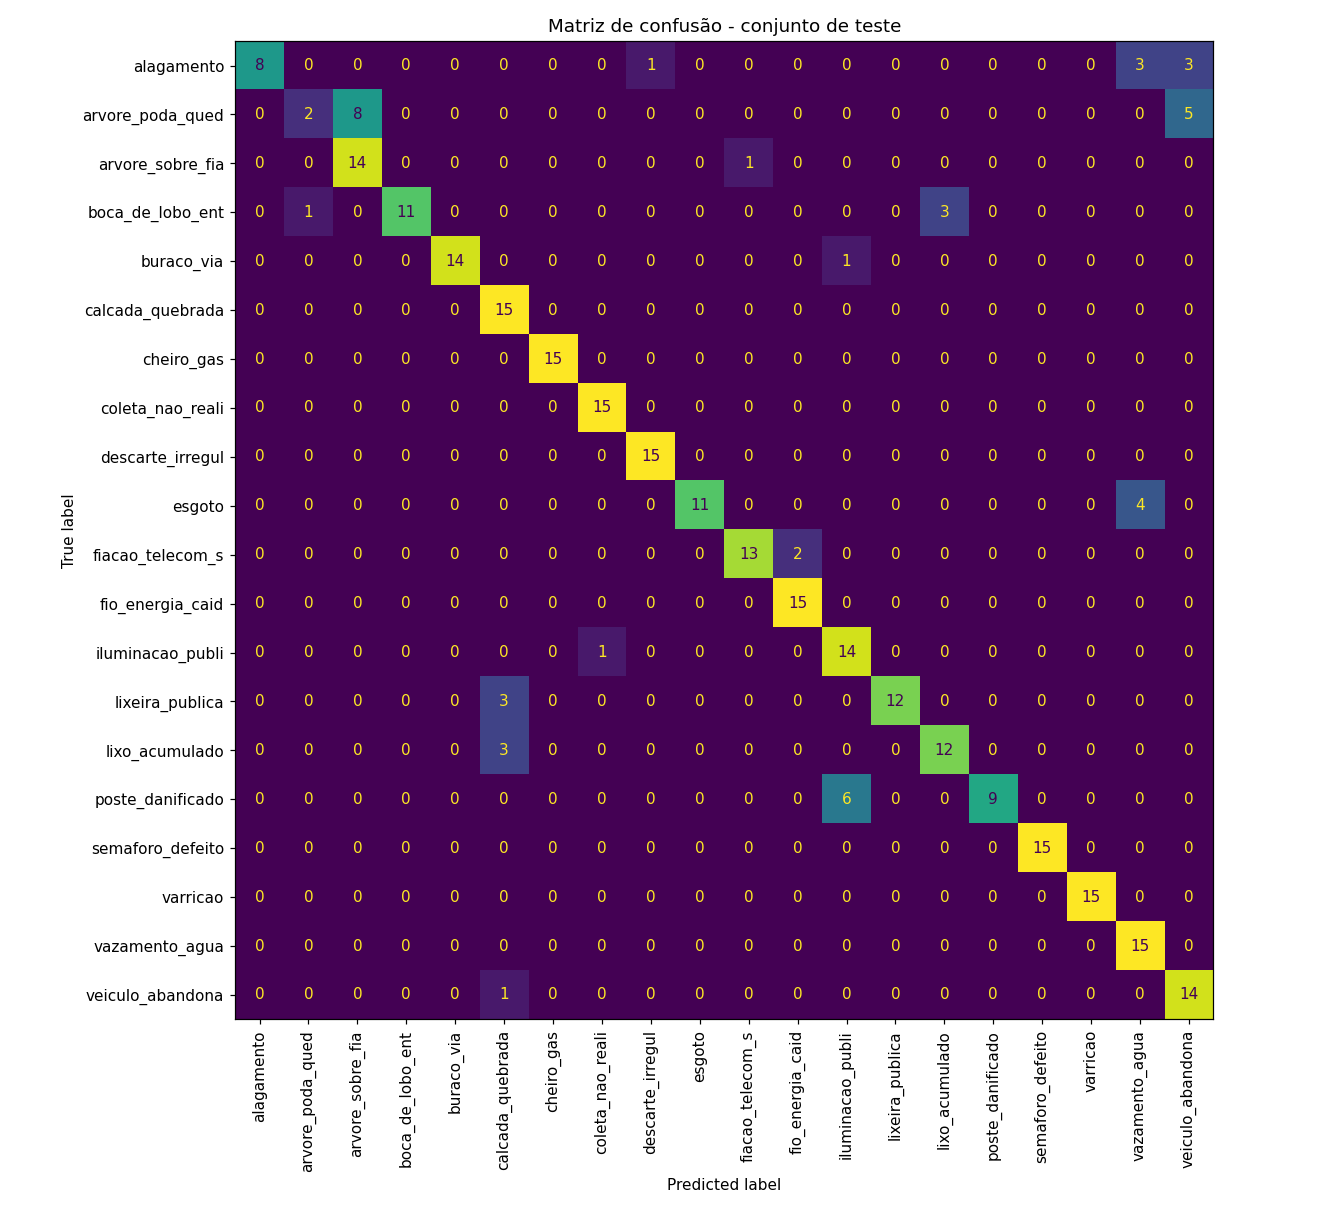 Matriz de confusão - conjunto de teste
True label
alagamento 8 0 0 0 0 0 0 0 1 0 0 0 0 0 0 0 0 0 3 3
arvore_poda_qued 0 2 8 0 0 0 0 0 0 0 0 0 0 0 0 0 0 0 0 5
arvore_sobre_fia 0 0 14 0 0 0 0 0 0 0 1 0 0 0 0 0 0 0 0 0
boca_de_lobo_ent 0 1 0 11 0 0 0 0 0 0 0 0 0 0 3 0 0 0 0 0
buraco_via 0 0 0 0 14 0 0 0 0 0 0 0 1 0 0 0 0 0 0 0
calcada_quebrada 0 0 0 0 0 15 0 0 0 0 0 0 0 0 0 0 0 0 0 0
cheiro_gas 0 0 0 0 0 0 15 0 0 0 0 0 0 0 0 0 0 0 0 0
coleta_nao_reali 0 0 0 0 0 0 0 15 0 0 0 0 0 0 0 0 0 0 0 0
descarte_irregul 0 0 0 0 0 0 0 0 15 0 0 0 0 0 0 0 0 0 0 0
esgoto 0 0 0 0 0 0 0 0 0 11 0 0 0 0 0 0 0 0 4 0
fiacao_telecom_s 0 0 0 0 0 0 0 0 0 0 13 2 0 0 0 0 0 0 0 0
fio_energia_caid 0 0 0 0 0 0 0 0 0 0 0 15 0 0 0 0 0 0 0 0
iluminacao_publi 0 0 0 0 0 0 0 1 0 0 0 0 14 0 0 0 0 0 0 0
lixeira_publica 0 0 0 0 0 3 0 0 0 0 0 0 0 12 0 0 0 0 0 0
lixo_acumulado 0 0 0 0 0 3 0 0 0 0 0 0 0 0 12 0 0 0 0 0
poste_danificado 0 0 0 0 0 0 0 0 0 0 0 0 6 0 0 9 0 0 0 0
semaforo_defeito 0 0 0 0 0 0 0 0 0 0 0 0 0 0 0 0 15 0 0 0
varricao 0 0 0 0 0 0 0 0 0 0 0 0 0 0 0 0 0 15 0 0
vazamento_agua 0 0 0 0 0 0 0 0 0 0 0 0 0 0 0 0 0 0 15 0
veiculo_abandona 0 0 0 0 0 1 0 0 0 0 0 0 0 0 0 0 0 0 0 14
alagamento
arvore_poda_qued
arvore_sobre_fia
boca_de_lobo_ent
buraco_via
calcada_quebrada
cheiro_gas
coleta_nao_reali
descarte_irregul
esgoto
fiacao_telecom_s
fio_energia_caid
iluminacao_publi
lixeira_publica
lixo_acumulado
poste_danificado
semaforo_defeito
varricao
vazamento_agua
veiculo_abandona
Predicted label